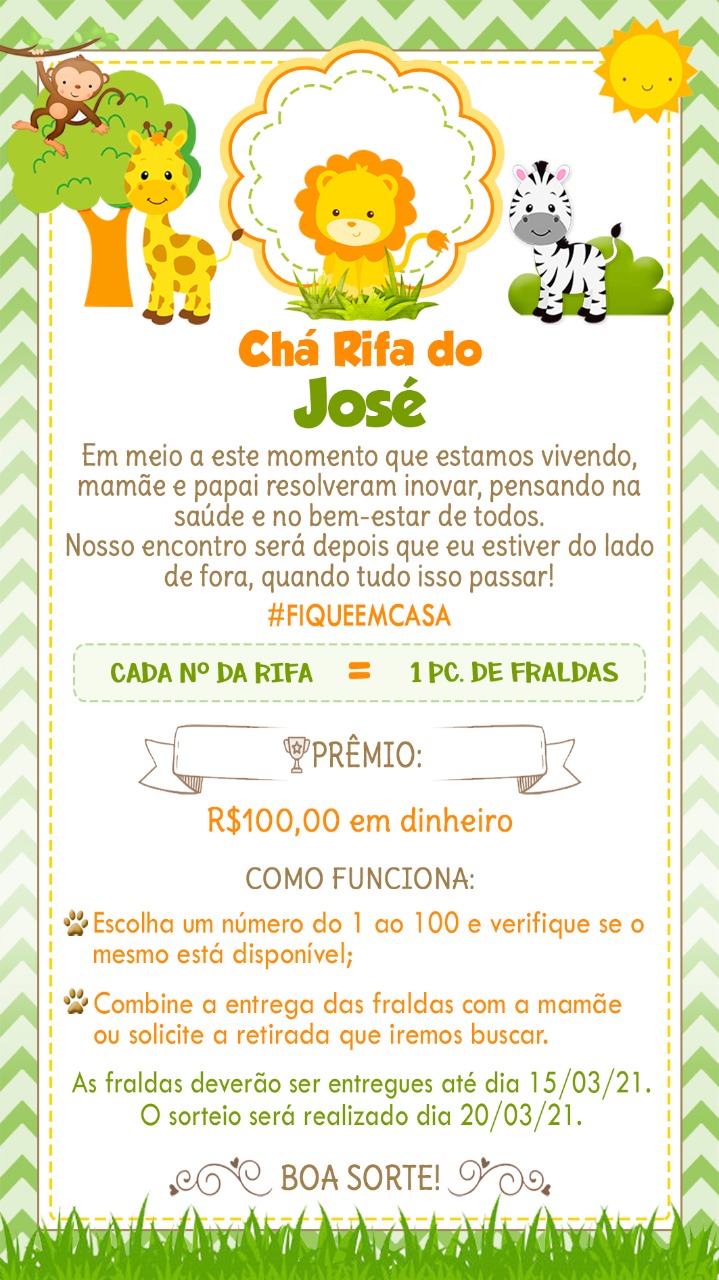 Chá Rifa do
José
Em meio a este momento que estamos vivendo,
mamãe e papai resolveram inovar, pensando na
saúde e no bem-estar de todos.
Nosso encontro será depois que eu estiver do lado
de fora, quando tudo isso passar!
#FIQUEEMCASA
CADA Nº DA RIFA = 1 PC. DE FRALDAS
PRÊMIO:
R$100,00 em dinheiro
COMO FUNCIONA:
Escolha um número do 1 ao 100 e verifique se o
mesmo está disponível;
Combine a entrega das fraldas com a mamãe
ou solicite a retirada que iremos buscar.
As fraldas deverão ser entregues até dia 15/03/21.
O sorteio será realizado dia 20/03/21.
BOA SORTE!